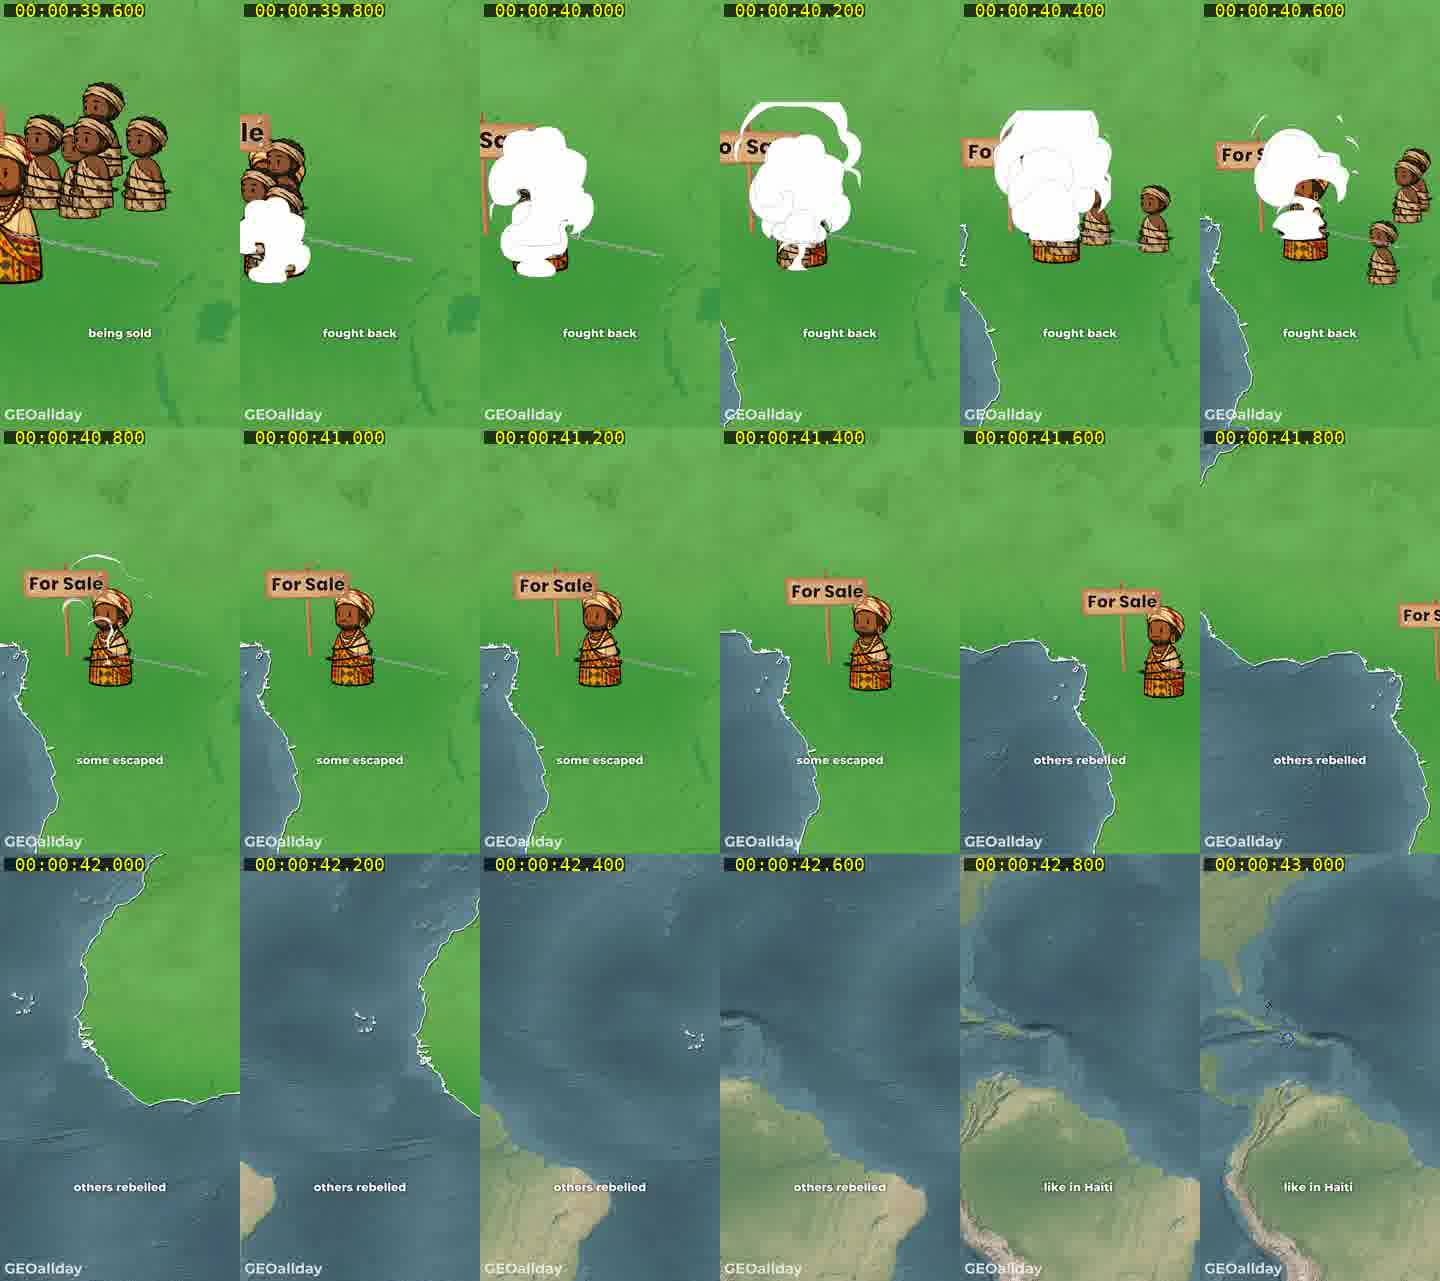 00:00:39.600
00:00:39.800
00:00:40.000
00:00:40.200
00:00:40.400
00:00:40.600
le
Sa
or Sa
Fo
For S
being sold
fought back
fought back
fought back
fought back
fought back
GEOallday
GEOallday
GEOallday
GEOallday
GEOallday
GEOallday
00:00:40.800
00:00:41.000
00:00:41.200
00:00:41.400
00:00:41.600
00:00:41.800
For Sale
For Sale
For Sale
For Sale
For Sale
For S
some escaped
some escaped
some escaped
some escaped
others rebelled
others rebelled
GEOallday
GEOallday
GEOallday
GEOallday
GEOallday
GEOallday
00:00:42.000
00:00:42.200
00:00:42.400
00:00:42.600
00:00:42.800
00:00:43.000
others rebelled
others rebelled
others rebelled
others rebelled
like in Haiti
like in Haiti
GEOallday
GEOallday
GEOallday
GEOallday
GEOallday
GEOallday